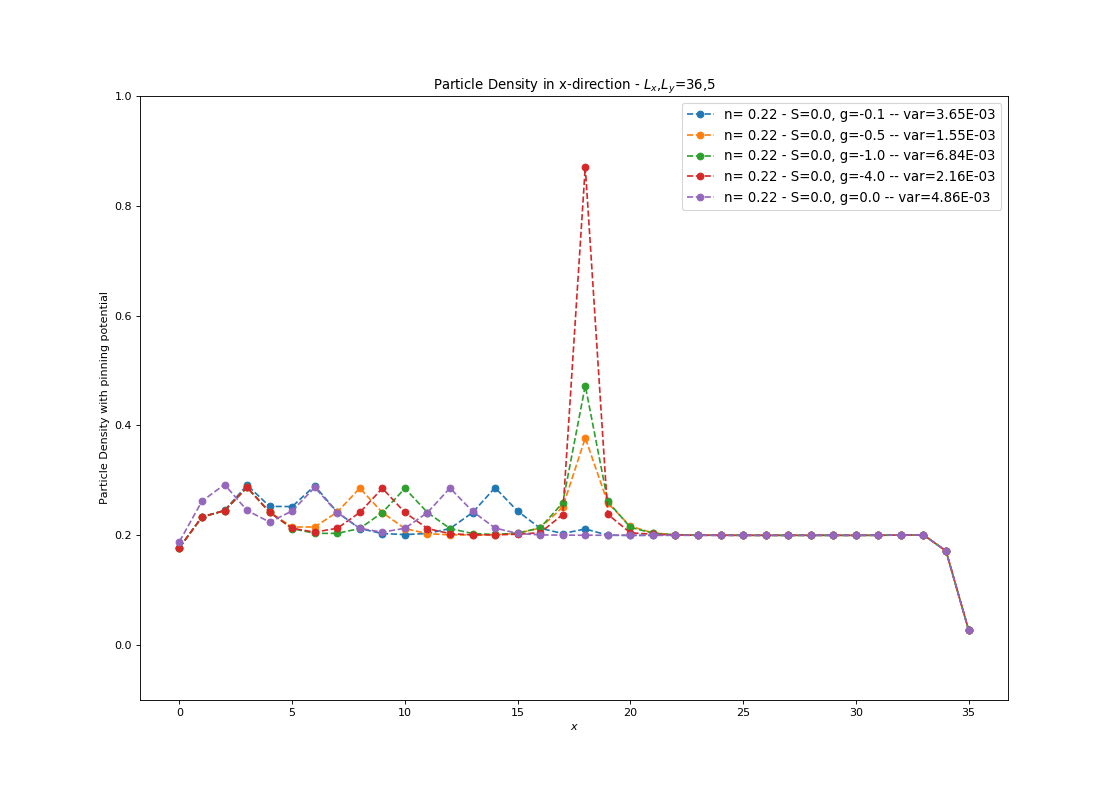 Particle Density in x-direction - $L_x$,$L_y$=36,5
1.0
0.8
0.6
0.4
0.2
0.0
Particle Density with pinning potential
n= 0.22 - S=0.0, g=-0.1 -- var=3.65E-03
n= 0.22 - S=0.0, g=-0.5 -- var=1.55E-03
n= 0.22 - S=0.0, g=-1.0 -- var=6.84E-03
n= 0.22 - S=0.0, g=-4.0 -- var=2.16E-03
n= 0.22 - S=0.0, g=0.0 -- var=4.86E-03
0 5 10 15 20 25 30 35
x